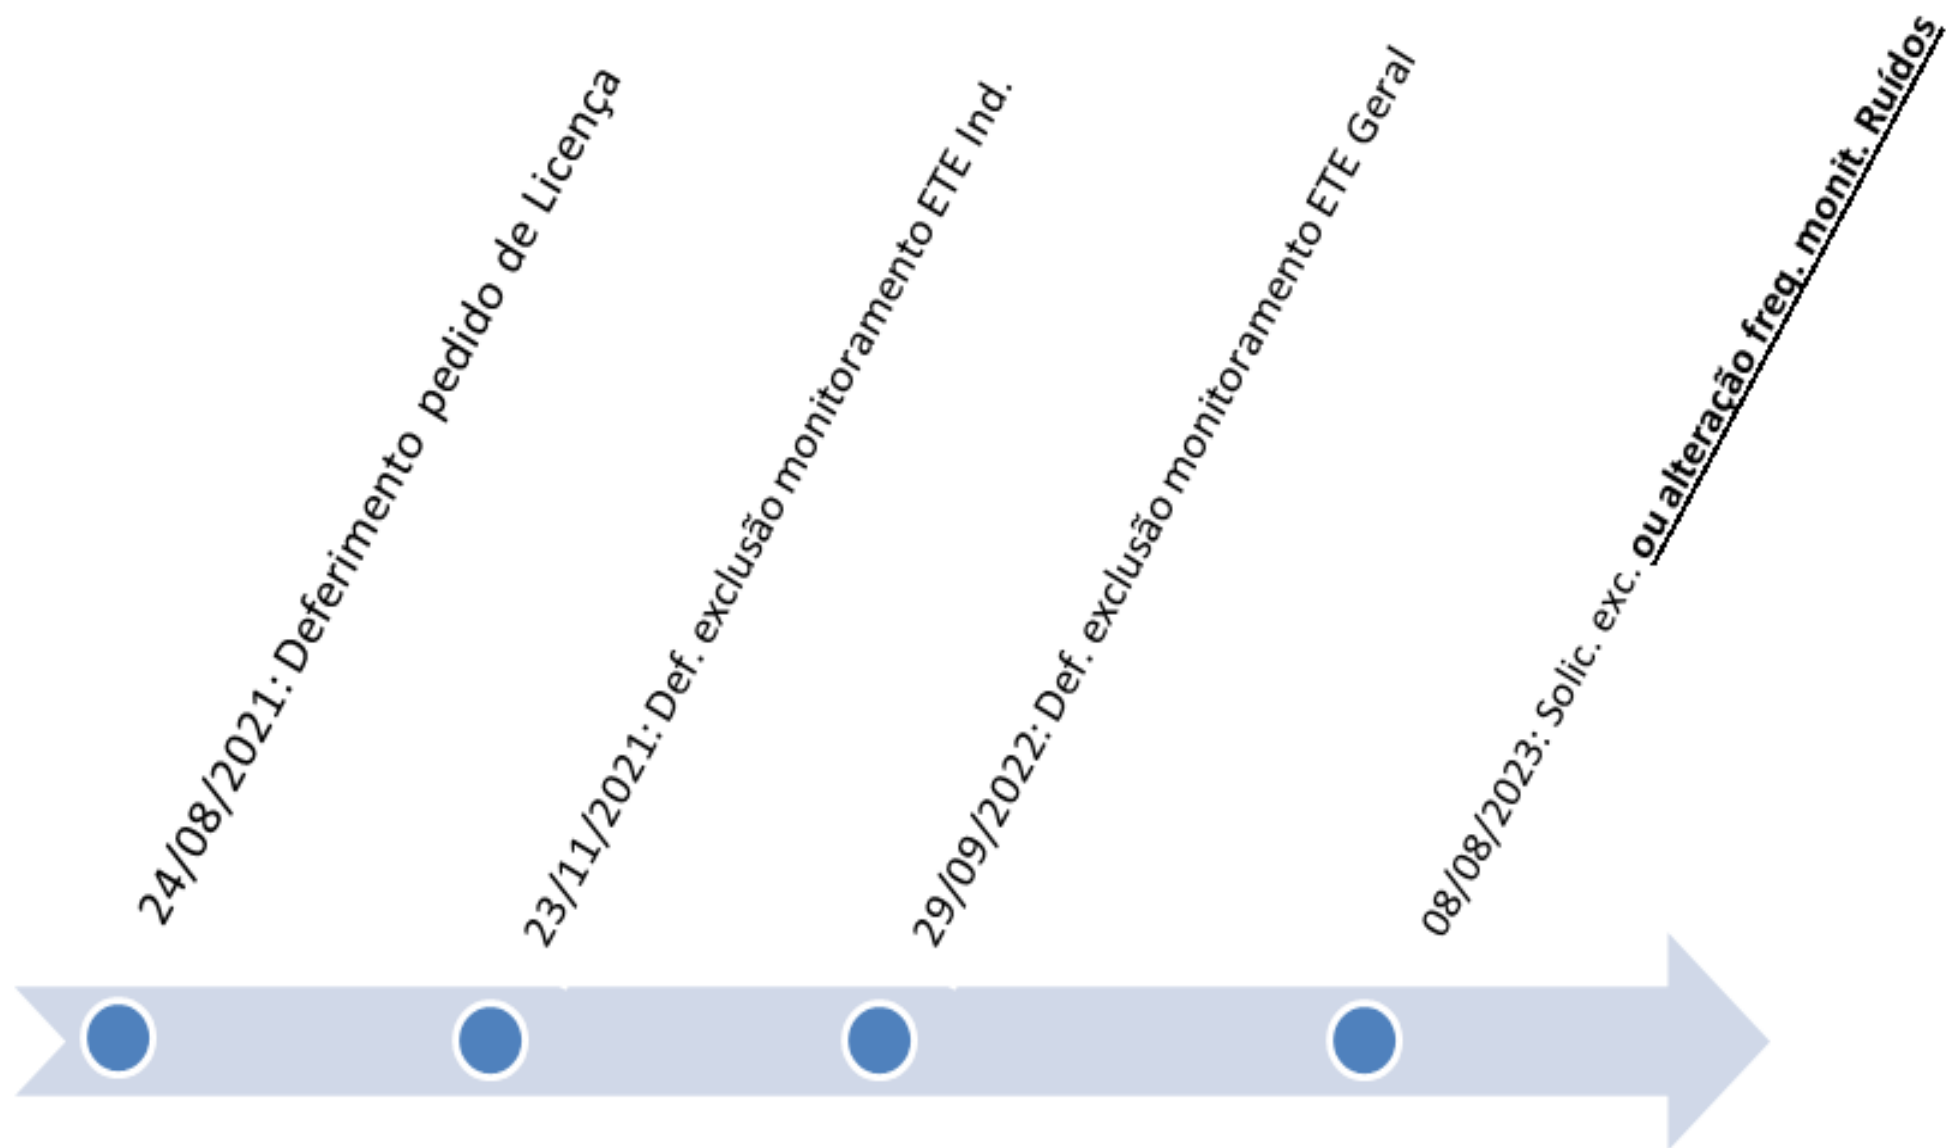 24/08/2021: Deferimento pedido de Licença
23/11/2021: Def. exclusão monitoramento ETE Ind.
29/09/2022: Def. exclusão monitoramento ETE Geral
08/08/2023: Solic. exc. ou alteração freq. monit. Ruídos